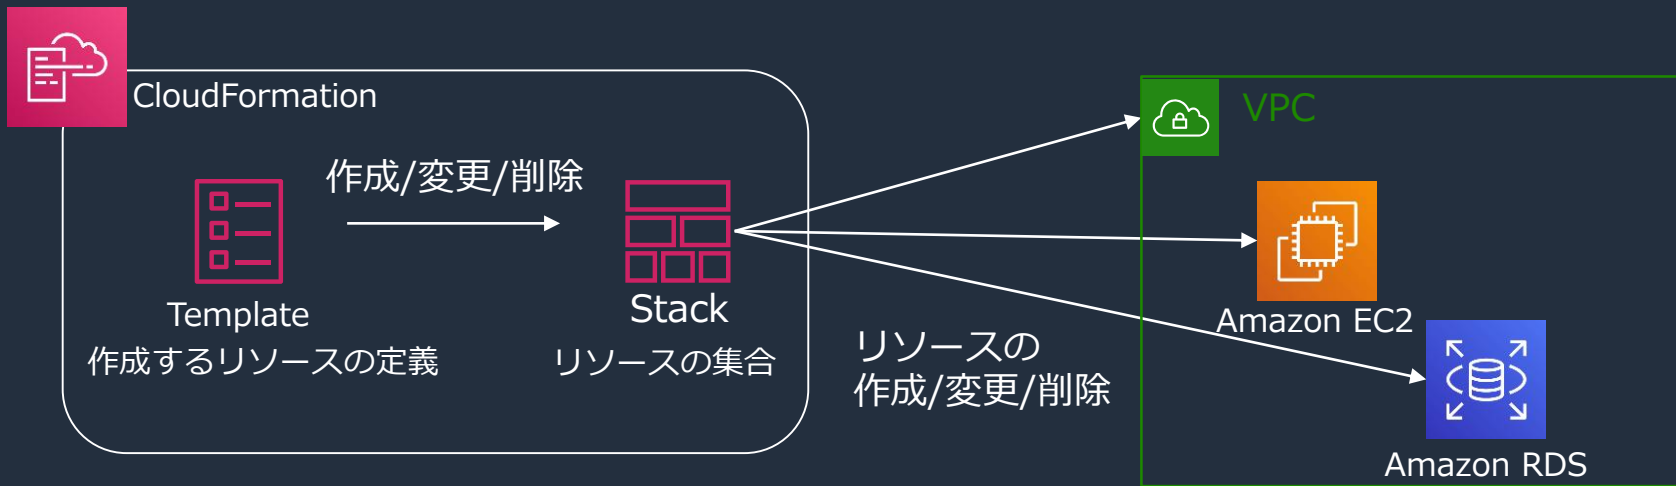 CloudFormation
VPC
作成/変更/削除
Template
作成するリソースの定義
Stack
リソースの集合
リソースの
作成/変更/削除
Amazon EC2
Amazon RDS